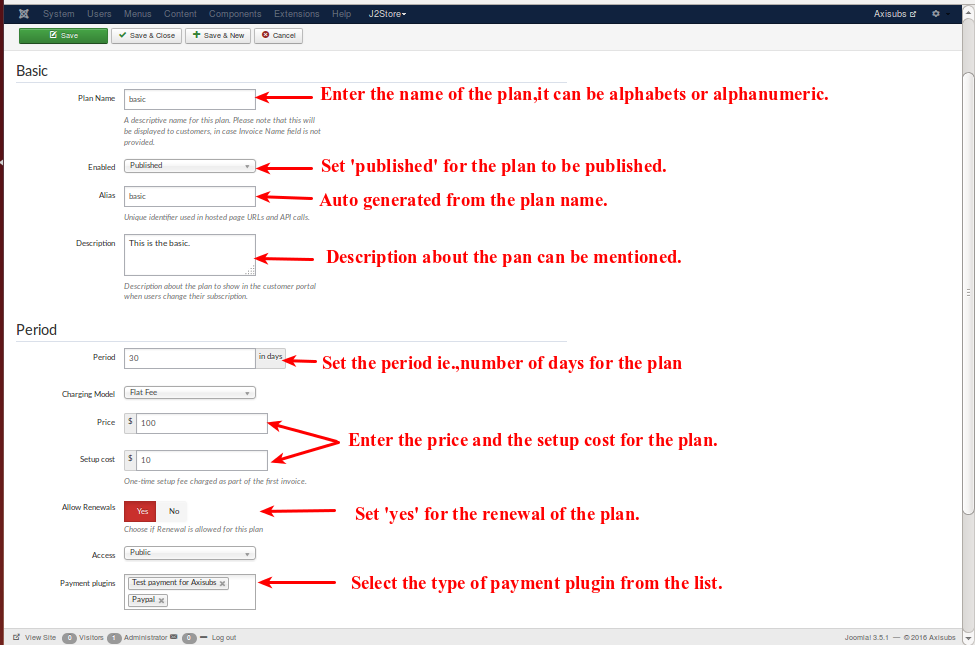 System Users Menus Content Components Extensions Help J2Store Axisubs
Save Save & Close Save & New Cancel
Basic
Plan Name basic Enter the name of the plan,it can be alphabets or alphanumeric.
A descriptive name for this plan. Please note that this will
be displayed to customers, in case Invoice Name field is not
provided.
Enabled Published Set 'published' for the plan to be published.
Alias basic Auto generated from the plan name.
Unique identifier used in hosted page URLs and API calls.
Description This is the basic. Description about the pan can be mentioned.
Description about the plan to show in the customer portal
when users change their subscription.
Period
Period 30 in days Set the period ie.,number of days for the plan
Charging Model Flat Fee
Price $ 100
Enter the price and the setup cost for the plan.
Setup cost $ 10
One-time setup fee charged as part of the first invoice.
Allow Renewals Yes No Set 'yes' for the renewal of the plan.
Choose if Renewal is allowed for this plan
Access Public
Payment plugins Test payment for Axisubs Select the type of payment plugin from the list.
Paypal
View Site 0 Visitors 1 Administrator 0 Log out Joomla! 3.5.1 — © 2016 Axisubs